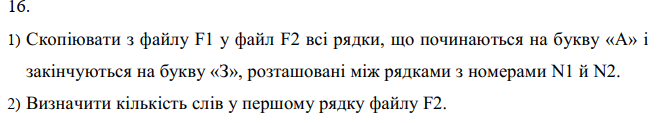 16.
1) Скопіювати з файлу F1 у файл F2 всі рядки, що починаються на букву «А» і
закінчуються на букву «З», розташовані між рядками з номерами N1 й N2.
2) Визначити кількість слів у першому рядку файлу F2.